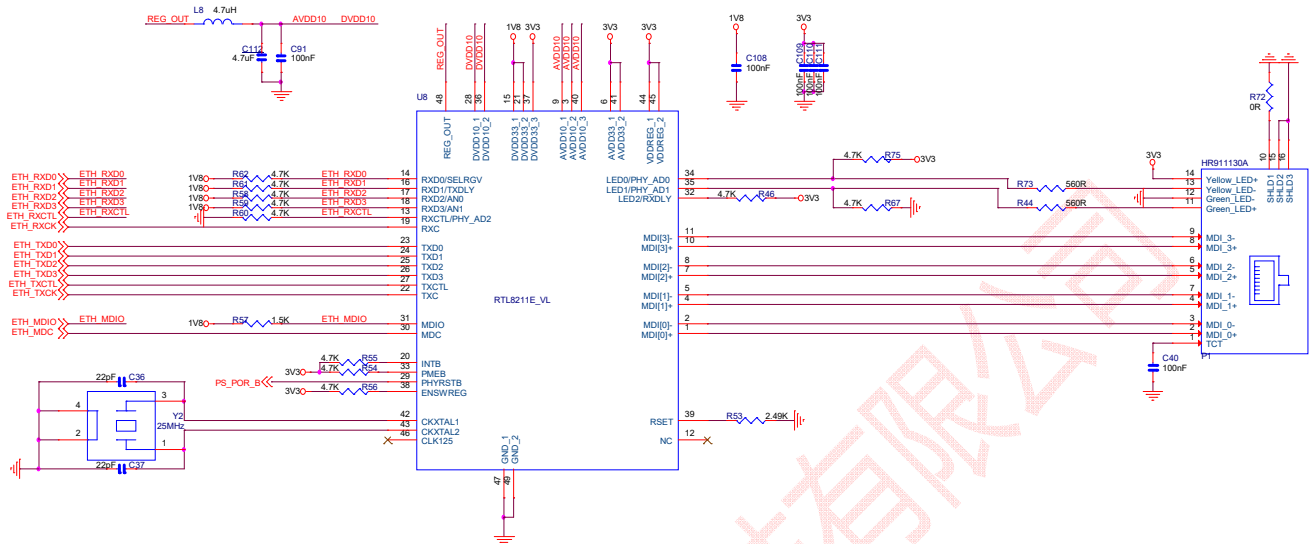 REG_OUT L8 4.7uH AVDD10 DVDD10
C112 4.7uF
C91 100nF
REG_OUT
DVDD10
DVDD10
1V8 3V3
AVDD10
AVDD10
AVDD10
3V3
3V3
1V8
C108 100nF
3V3
C109 100nF
C110 100nF
C111 100nF
R72 0R
U8
48 28 36 15 21 37 9 3 40 6 41 44 45
REG_OUT
DVDD10_1
DVDD10_2
DVDD33_1
DVDD33_2
DVDD33_3
AVDD10_1
AVDD10_2
AVDD10_3
AVDD33_1
AVDD33_2
VDDREG_1
VDDREG_2
ETH_RXD0 ETH_RXD0 1V8 R62 4.7K ETH_RXD0 14 RXD0/SELRGV
ETH_RXD1 ETH_RXD1 1V8 R61 4.7K ETH_RXD1 16 RXD1/TXDLY
ETH_RXD2 ETH_RXD2 1V8 R58 4.7K ETH_RXD2 17 RXD2/AN0
ETH_RXD3 ETH_RXD3 1V8 R59 4.7K ETH_RXD3 18 RXD3/AN1
ETH_RXCTL R60 4.7K ETH_RXCTL 13 RXCTL/PHY_AD2
ETH_RXCK 19 RXC
ETH_TXD0 23 TXD0
ETH_TXD1 24 TXD1
ETH_TXD2 25 TXD2
ETH_TXD3 26 TXD3
ETH_TXCTL 27 TXCTL
ETH_TXCK 22 TXC
RTL8211E_VL
ETH_MDIO ETH_MDIO 1V8 R57 1.5K ETH_MDIO 31 MDIO
ETH_MDC 30 MDC
4.7K R55 20 INTB
3V3 4.7K R54 33 PMEB
PS_POR_B 29 PHYRSTB
3V3 4.7K R56 38 ENSWREG
42 CKXTAL1
43 CKXTAL2
46 CLK125
22pF C36
4 3
Y2
25MHz
2 1
22pF C37
GND_1
GND_2
47 49
LED0/PHY_AD0 34
LED1/PHY_AD1 35
LED2/RXDLY 32
4.7K R75 3V3
4.7K R46 3V3
4.7K R67
R73 560R
R44 560R
MDI[3]- 11
MDI[3]+ 10
MDI[2]- 8
MDI[2]+ 7
MDI[1]- 5
MDI[1]+ 4
MDI[0]- 2
MDI[0]+ 1
RSET 39 R53 2.49K
NC 12
3V3
HR911130A
10 15 16
SHLD1
SHLD2
SHLD3
14 Yellow_LED+
13 Yellow_LED-
12 Green_LED-
11 Green_LED+
9 MDI_3-
8 MDI_3+
6 MDI_2-
5 MDI_2+
7 MDI_1-
4 MDI_1+
3 MDI_0-
2 MDI_0+
1 TCT
P1
C40 100nF
有限公司